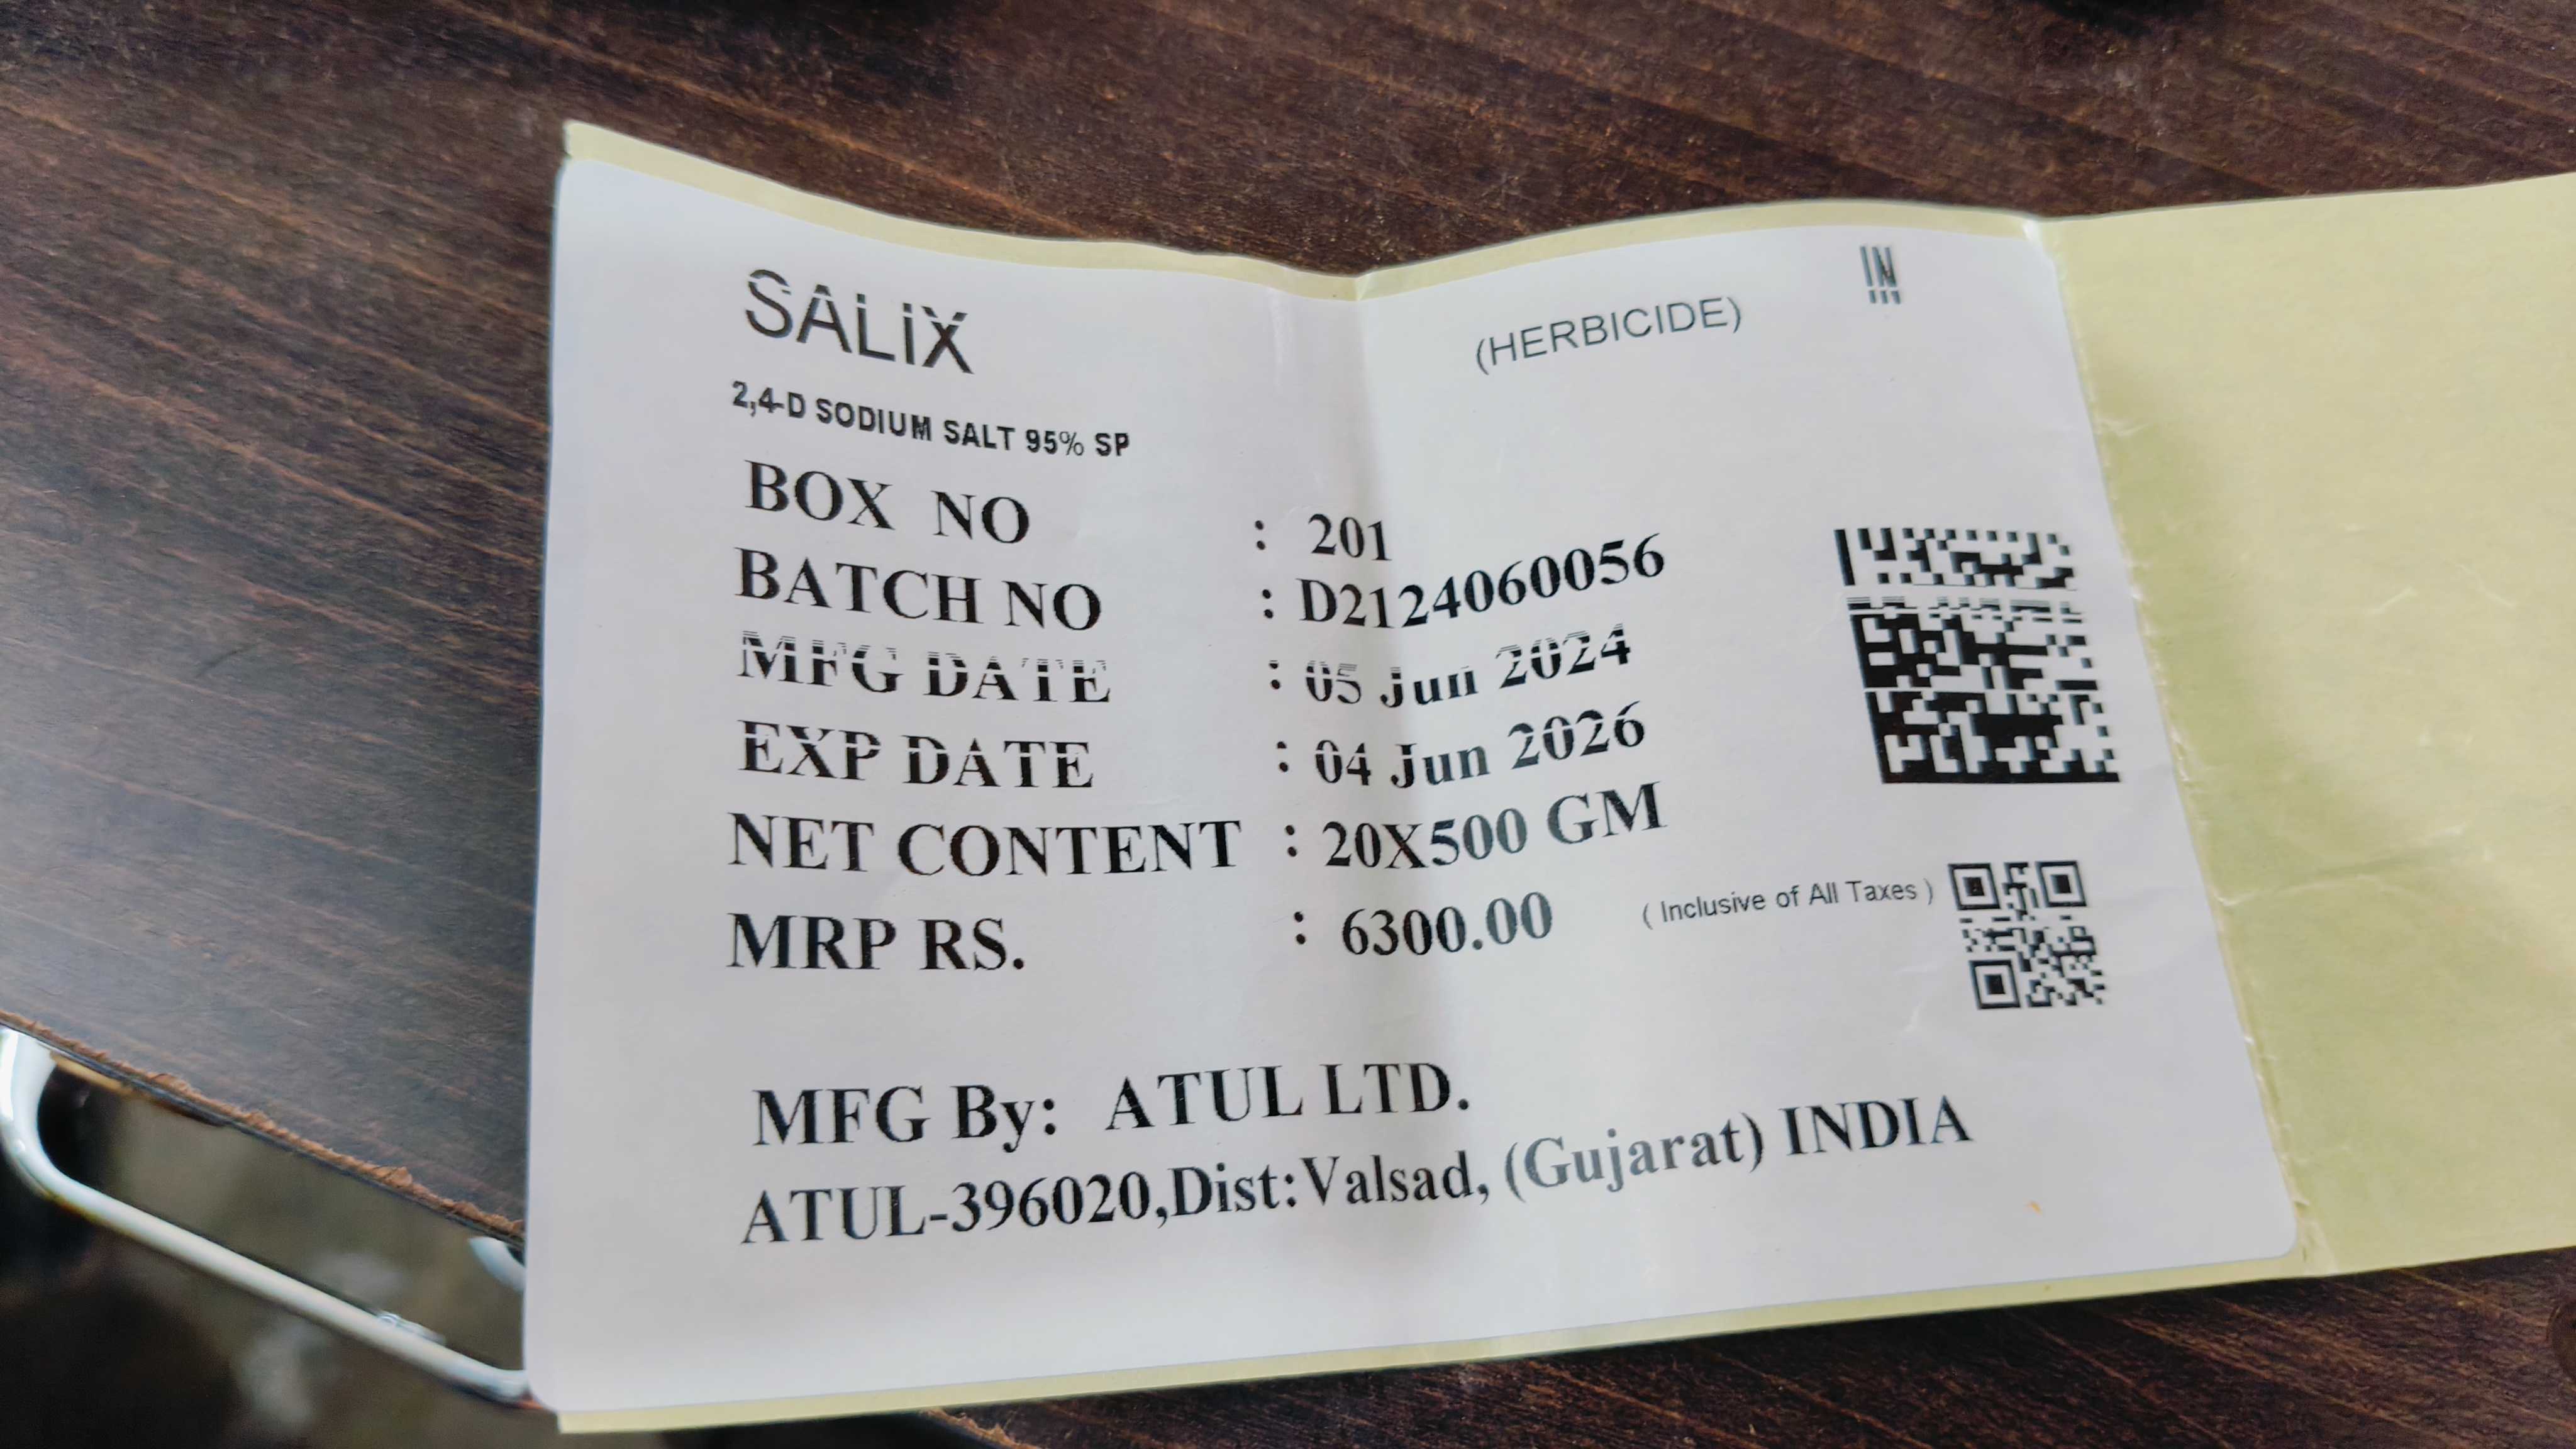 SALiX (HERBICIDE) IN
2,4-D SODIUM SALT 95% SP
BOX NO : 201
BATCH NO : D2124060056
MFG DATE : 05 Jun 2024
EXP DATE : 04 Jun 2026
NET CONTENT : 20X500 GM
MRP RS. : 6300.00 ( Inclusive of All Taxes )
MFG By: ATUL LTD.
ATUL-396020,Dist:Valsad, (Gujarat) INDIA